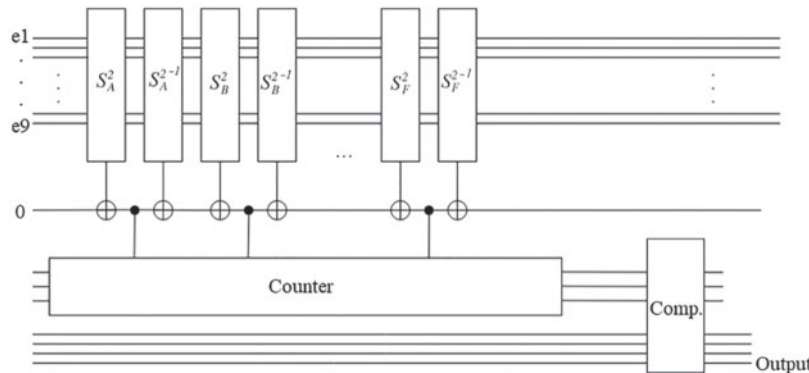 e1
.
.
.
e9
S_A^2 S_A^{2-1} S_B^2 S_B^{2-1} ... S_F^2 S_F^{2-1}
0
Counter
Comp.
Output